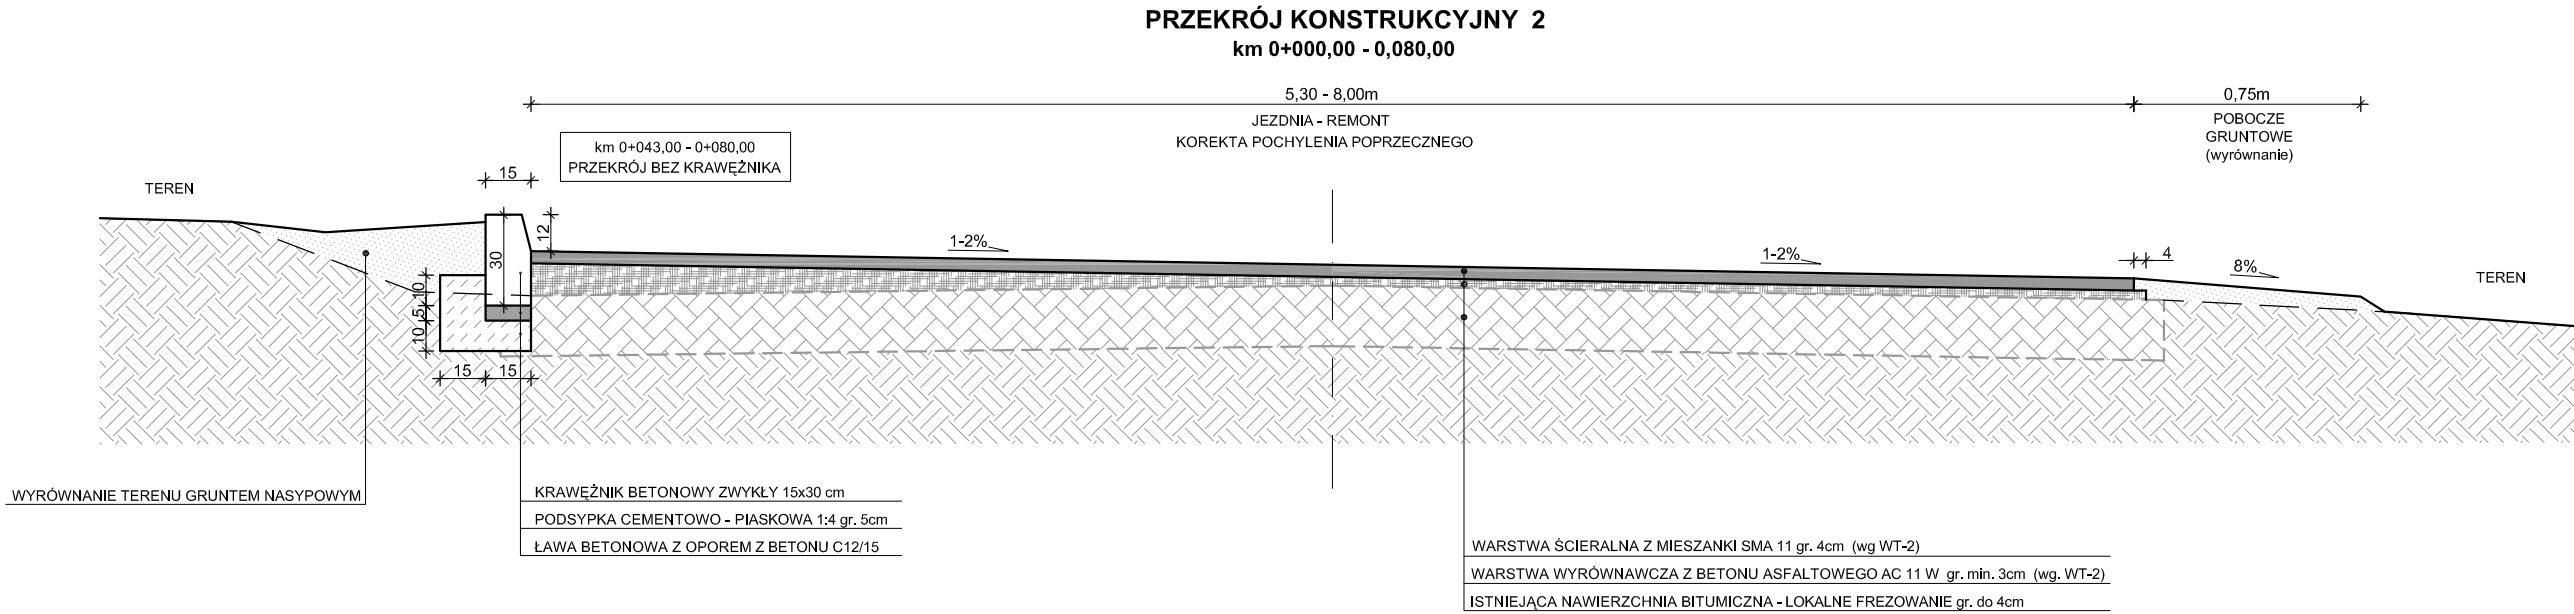 PRZEKRÓJ KONSTRUKCYJNY 2
km 0+000,00 - 0,080,00
5,30 - 8,00m
0,75m
JEZDNIA - REMONT
KOREKTA POCHYLENIA POPRZECZNEGO
POBOCZE
GRUNTOWE
(wyrównanie)
km 0+043,00 - 0+080,00
PRZEKRÓJ BEZ KRAWĘŻNIKA
TEREN
15
12
30
1-2%
1-2%
4
8%
TEREN
10
5
10
15
15
WYRÓWNANIE TERENU GRUNTEM NASYPOWYM
KRAWĘŻNIK BETONOWY ZWYKŁY 15x30 cm
PODSYPKA CEMENTOWO - PIASKOWA 1:4 gr. 5cm
ŁAWA BETONOWA Z OPOREM Z BETONU C12/15
WARSTWA ŚCIERALNA Z MIESZANKI SMA 11 gr. 4cm (wg WT-2)
WARSTWA WYRÓWNAWCZA Z BETONU ASFALTOWEGO AC 11 W gr. min. 3cm (wg. WT-2)
ISTNIEJĄCA NAWIERZCHNIA BITUMICZNA - LOKALNE FREZOWANIE gr. do 4cm